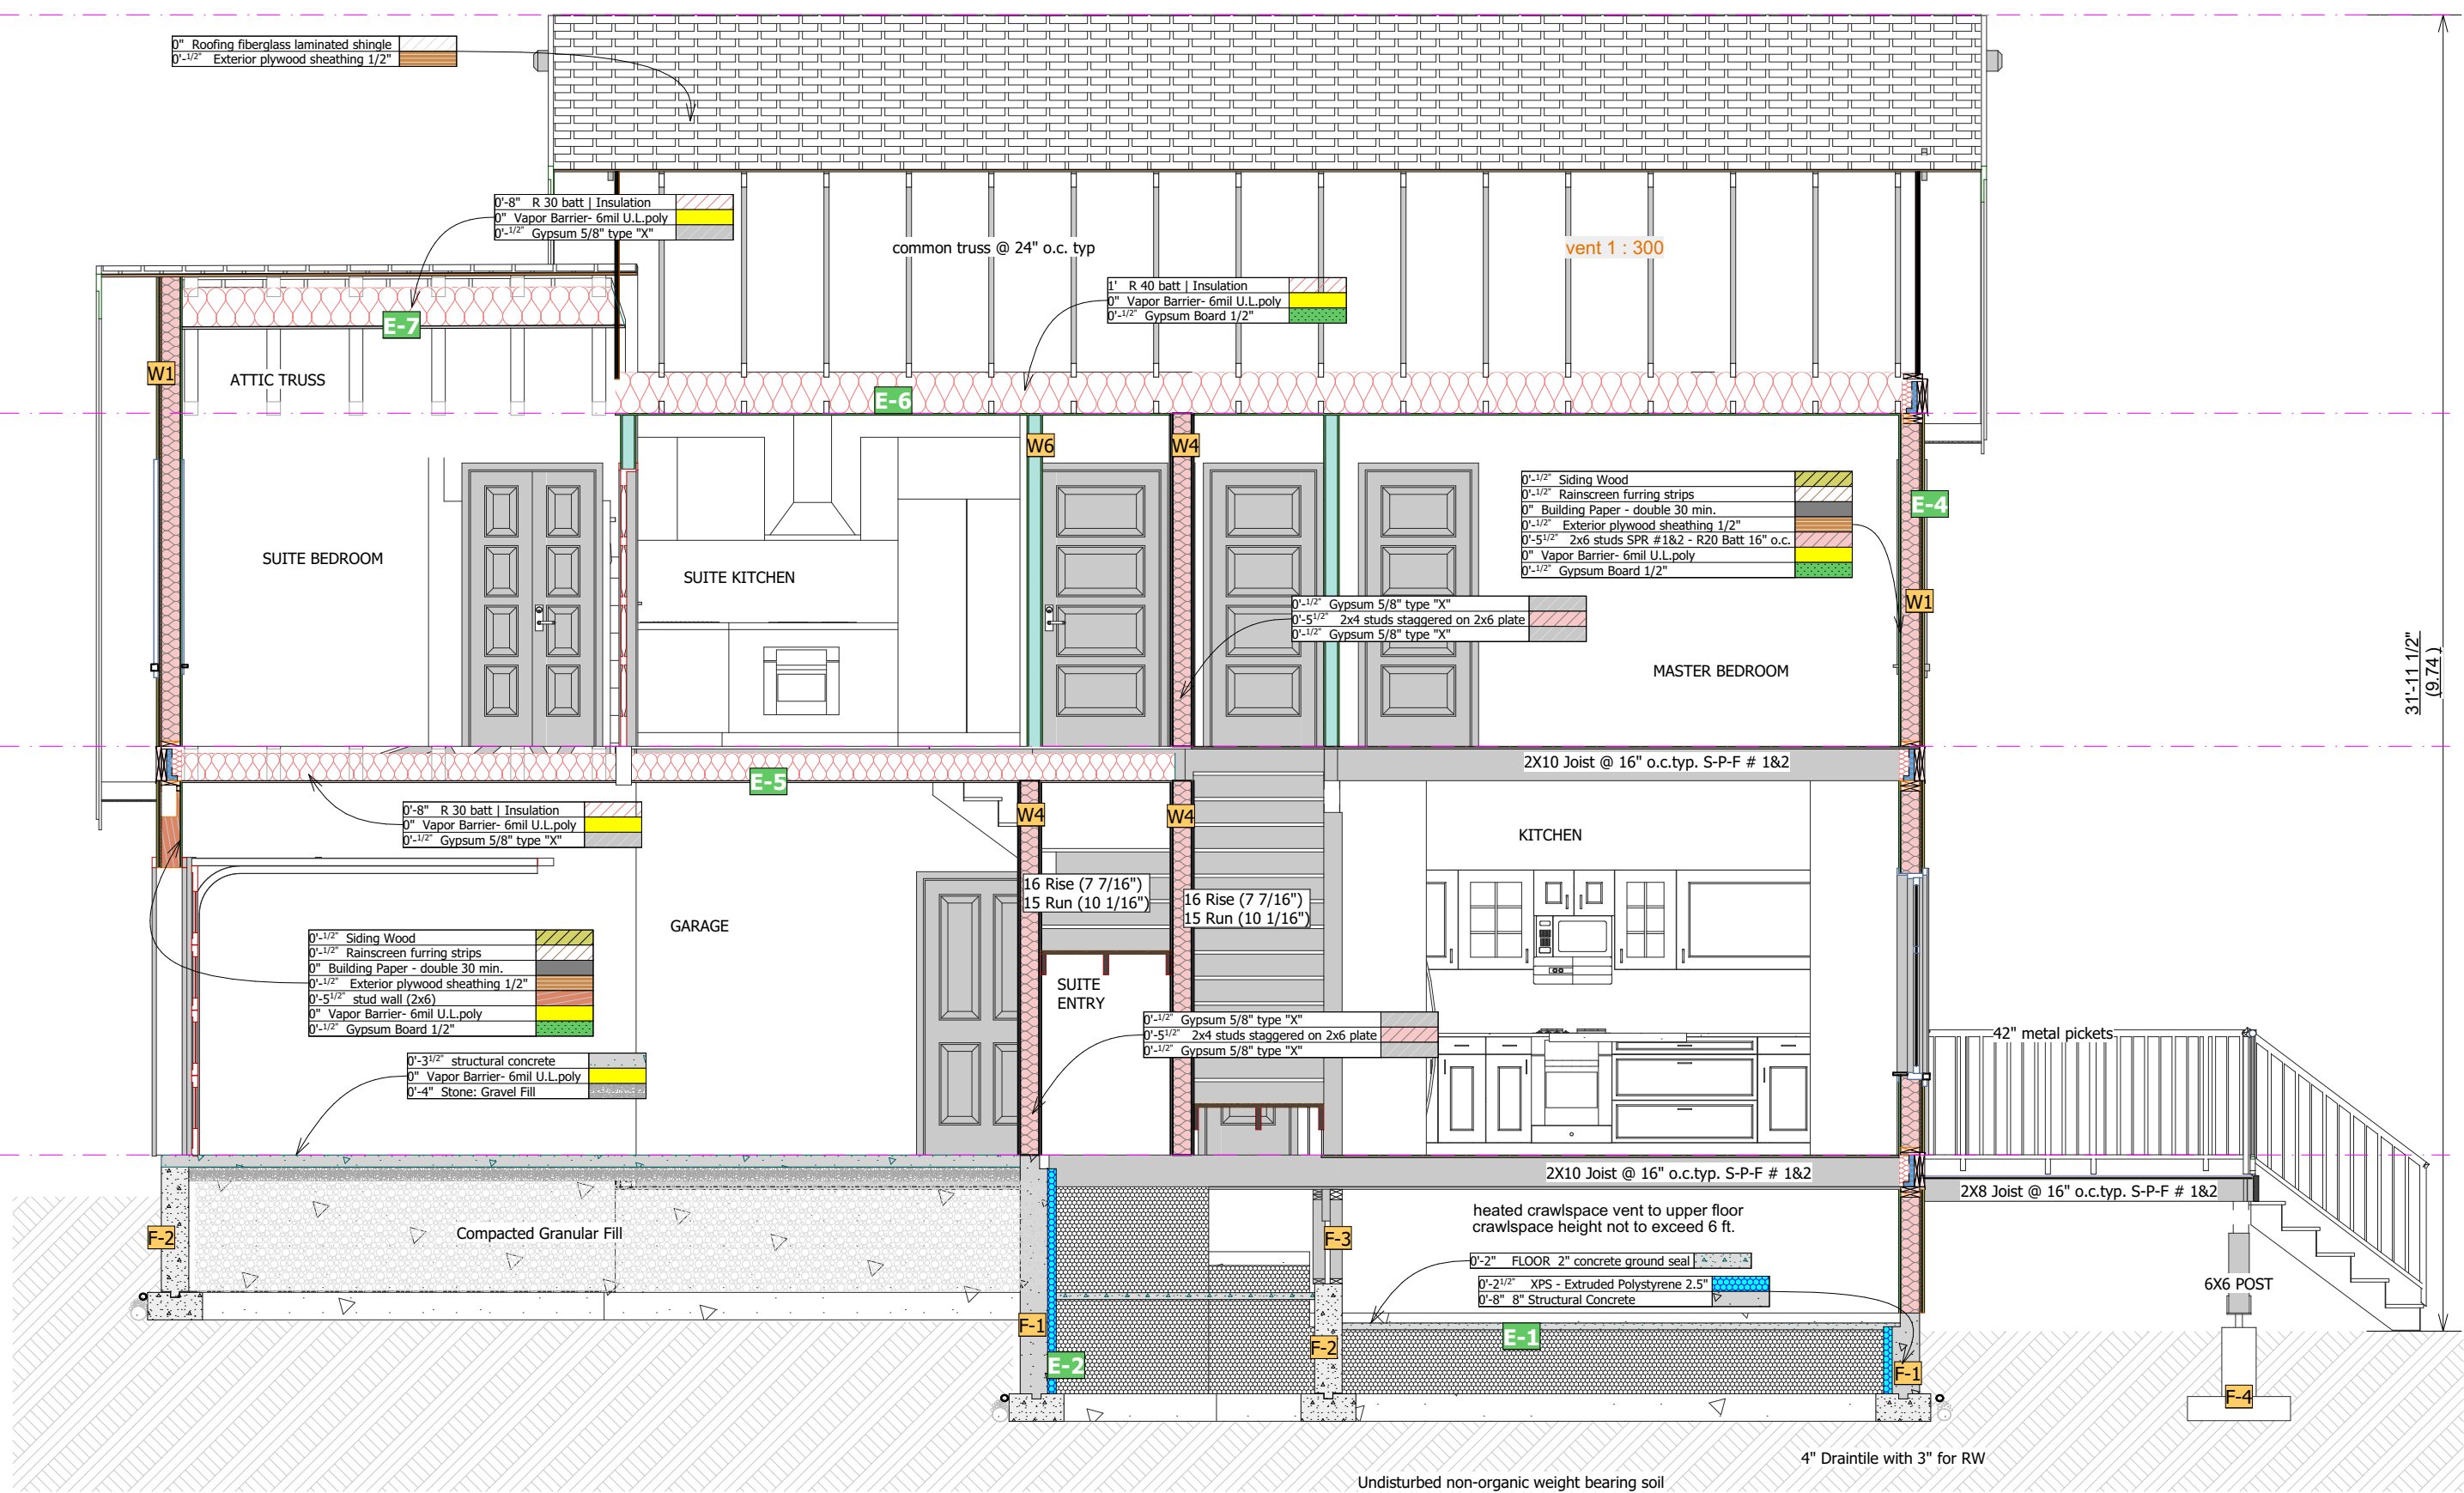 0" Roofing fiberglass laminated shingle
0'-1/2" Exterior plywood sheathing 1/2"
0'-8" R 30 batt | Insulation
0" Vapor Barrier- 6mil U.L.poly
0'-1/2" Gypsum 5/8" type "X"
common truss @ 24" o.c. typ
vent 1 : 300
1' R 40 batt | Insulation
0" Vapor Barrier- 6mil U.L.poly
0'-1/2" Gypsum Board 1/2"
E-7
W1
ATTIC TRUSS
E-6
W6
W4
0'-1/2" Siding Wood
0'-1/2" Rainscreen furring strips
0" Building Paper - double 30 min.
0'-1/2" Exterior plywood sheathing 1/2"
0'-5 1/2" 2x6 studs SPR #1&2 - R20 Batt 16" o.c.
0" Vapor Barrier- 6mil U.L.poly
0'-1/2" Gypsum Board 1/2"
E-4
SUITE BEDROOM
SUITE KITCHEN
0'-1/2" Gypsum 5/8" type "X"
0'-5 1/2" 2x4 studs staggered on 2x6 plate
0'-1/2" Gypsum 5/8" type "X"
W1
MASTER BEDROOM
31'-11 1/2"
(9.74 )
E-5
2X10 Joist @ 16" o.c.typ. S-P-F # 1&2
0'-8" R 30 batt | Insulation
0" Vapor Barrier- 6mil U.L.poly
0'-1/2" Gypsum 5/8" type "X"
W4
W4
KITCHEN
16 Rise (7 7/16")
15 Run (10 1/16")
16 Rise (7 7/16")
15 Run (10 1/16")
GARAGE
0'-1/2" Siding Wood
0'-1/2" Rainscreen furring strips
0" Building Paper - double 30 min.
0'-1/2" Exterior plywood sheathing 1/2"
0'-5 1/2" stud wall (2x6)
0" Vapor Barrier- 6mil U.L.poly
0'-1/2" Gypsum Board 1/2"
SUITE
ENTRY
0'-1/2" Gypsum 5/8" type "X"
0'-5 1/2" 2x4 studs staggered on 2x6 plate
0'-1/2" Gypsum 5/8" type "X"
42" metal pickets
0'-3 1/2" structural concrete
0" Vapor Barrier- 6mil U.L.poly
0'-4" Stone: Gravel Fill
2X10 Joist @ 16" o.c.typ. S-P-F # 1&2
2X8 Joist @ 16" o.c.typ. S-P-F # 1&2
F-2
Compacted Granular Fill
heated crawlspace vent to upper floor
crawlspace height not to exceed 6 ft.
F-3
0'-2" FLOOR 2" concrete ground seal
0'-2 1/2" XPS - Extruded Polystyrene 2.5"
0'-8" 8" Structural Concrete
6X6 POST
F-1
E-1
F-2
E-2
F-1
F-4
4" Draintile with 3" for RW
Undisturbed non-organic weight bearing soil